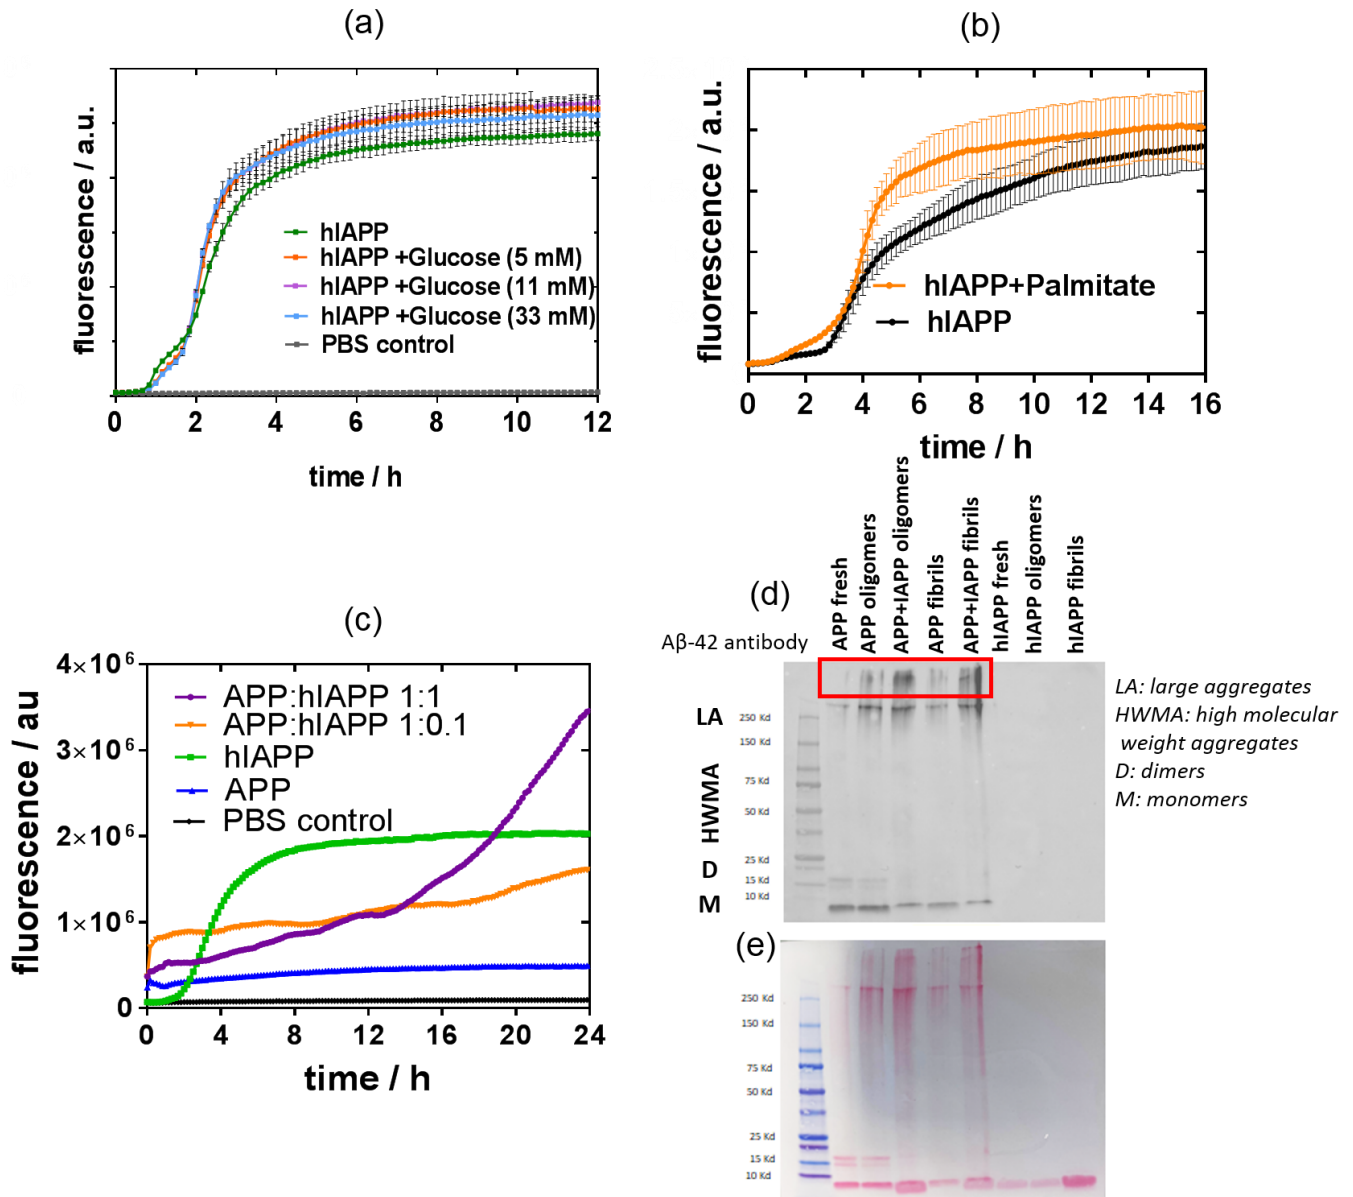 (a)
fluorescence / a.u.
hIAPP
hIAPP +Glucose (5 mM)
hIAPP +Glucose (11 mM)
hIAPP +Glucose (33 mM)
PBS control
0 2 4 6 8 10 12
time / h
(b)
fluorescence / a.u.
hIAPP+Palmitate
hIAPP
0 2 4 6 8 10 12 14 16
time / h
(c)
fluorescence / au
4×10⁶
3×10⁶
2×10⁶
1×10⁶
0
APP:hIAPP 1:1
APP:hIAPP 1:0.1
hIAPP
APP
PBS control
0 4 8 12 16 20 24
time / h
(d)
Aβ-42 antibody
APP fresh
APP oligomers
APP+IAPP oligomers
APP fibrils
APP+IAPP fibrils
hIAPP fresh
hIAPP oligomers
hIAPP fibrils
LA
HWMA
D
M
250 Kd
150 Kd
75 Kd
50 Kd
25 Kd
15 Kd
10 Kd
LA: large aggregates
HWMA: high molecular
weight aggregates
D: dimers
M: monomers
(e)
250 Kd
150 Kd
75 Kd
50 Kd
25 Kd
15 Kd
10 Kd